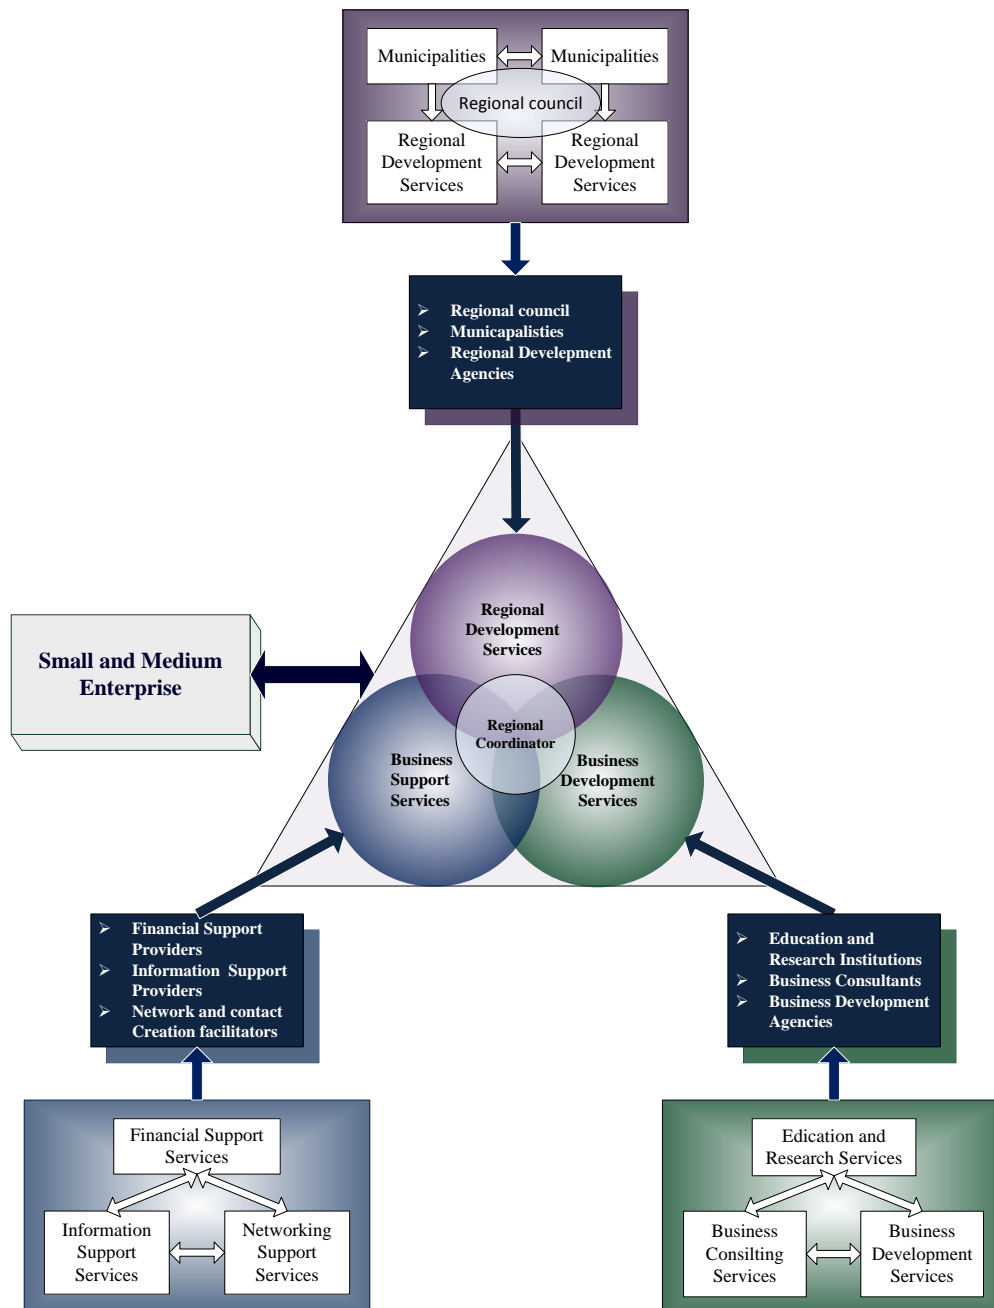 Municipalities
Municipalities
Regional council
Regional
Development
Services
Regional
Development
Services
➢ Regional council
➢ Municapalisties
➢ Regional Develepment
Agencies
Regional
Development
Services
Small and Medium
Enterprise
Regional
Coordinator
Business
Support
Services
Business
Development
Services
➢ Financial Support
Providers
➢ Information Support
Providers
➢ Network and contact
Creation facilitators
➢ Education and
Research Institutions
➢ Business Consultants
➢ Business Development
Agencies
Financial Support
Services
Information
Support
Services
Networking
Support
Services
Edication and
Research Services
Business
Consilting
Services
Business
Development
Services